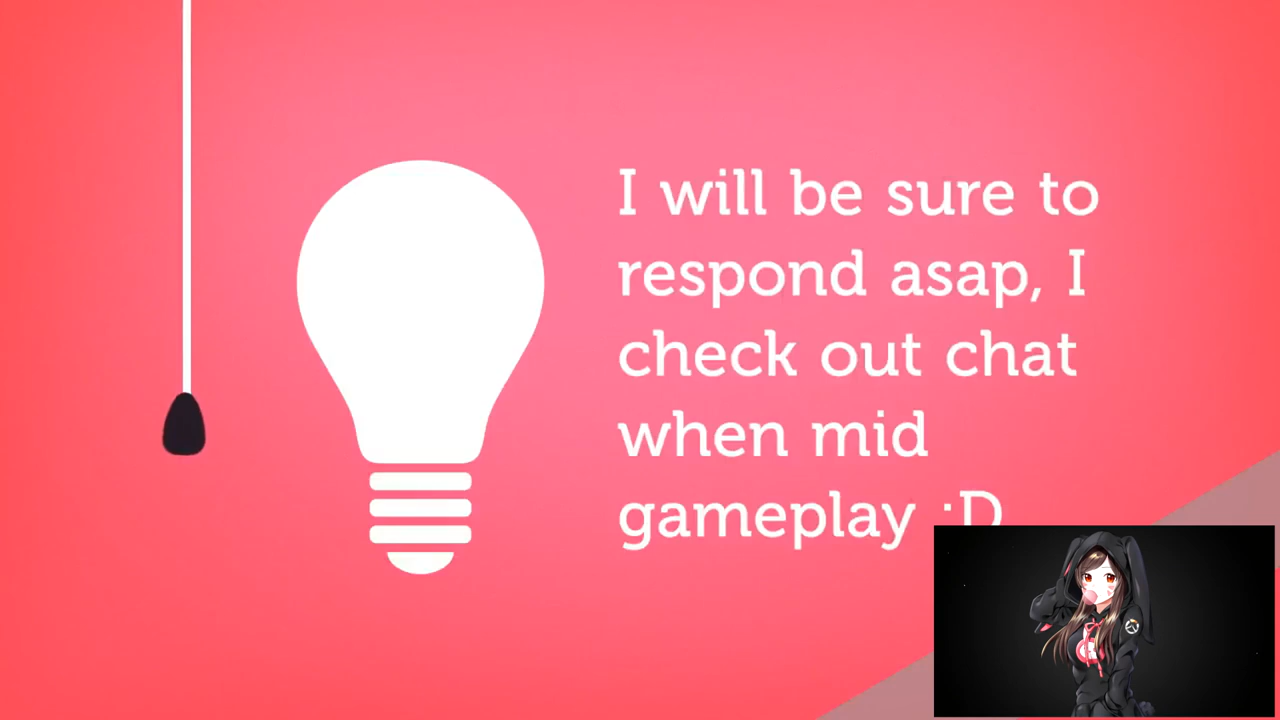 I will be sure to
respond asap, I
check out chat
when mid
gameplay :D